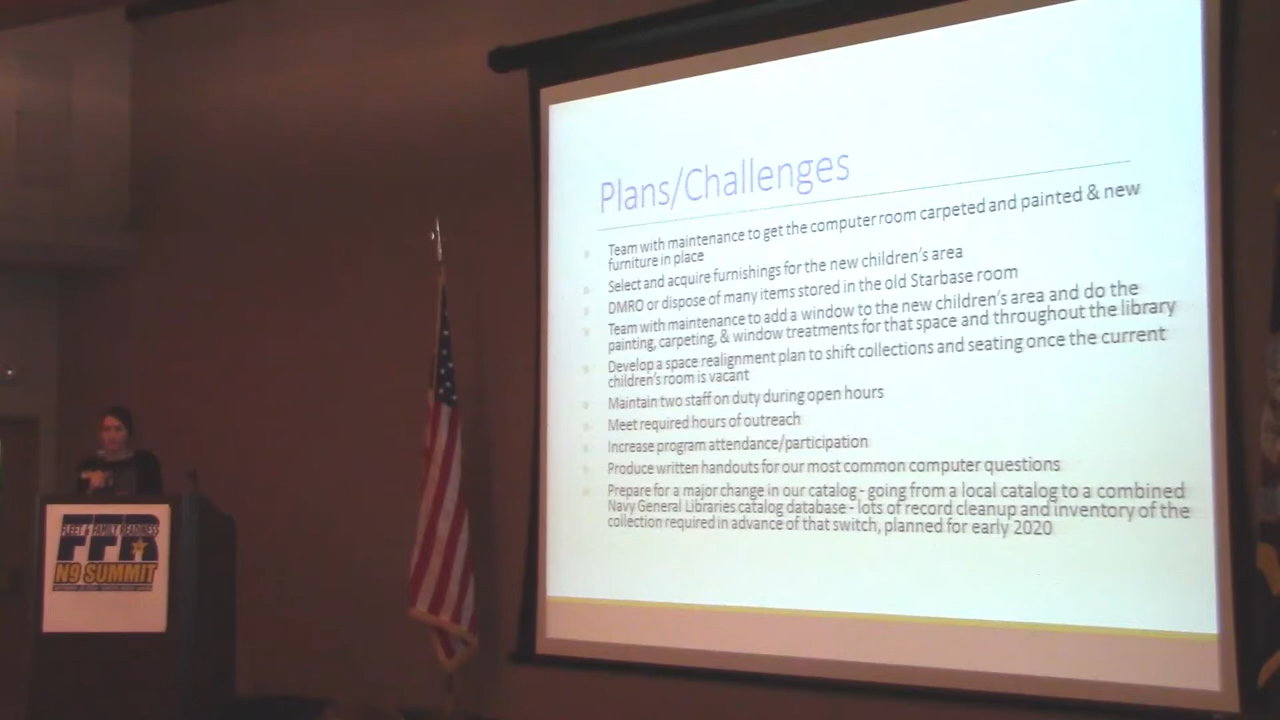 Plans/Challenges
Team with maintenance to get the computer room carpeted and painted & new
furniture in place
Select and acquire furnishings for the new children's area
DMRO or dispose of many items stored in the old Starbase room
Team with maintenance to add a window to the new children's area and do the
painting, carpeting, & window treatments for that space and throughout the library
Develop a space realignment plan to shift collections and seating once the current
children's room is vacant
Maintain two staff on duty during open hours
Meet required hours of outreach
Increase program attendance/participation
Produce written handouts for our most common computer questions
Prepare for a major change in our catalog - going from a local catalog to a combined
Navy General Libraries catalog database - lots of record cleanup and inventory of the
collection required in advance of that switch, planned for early 2020
FLEET & FAMILY READINESS
FFR
N9 SUMMIT